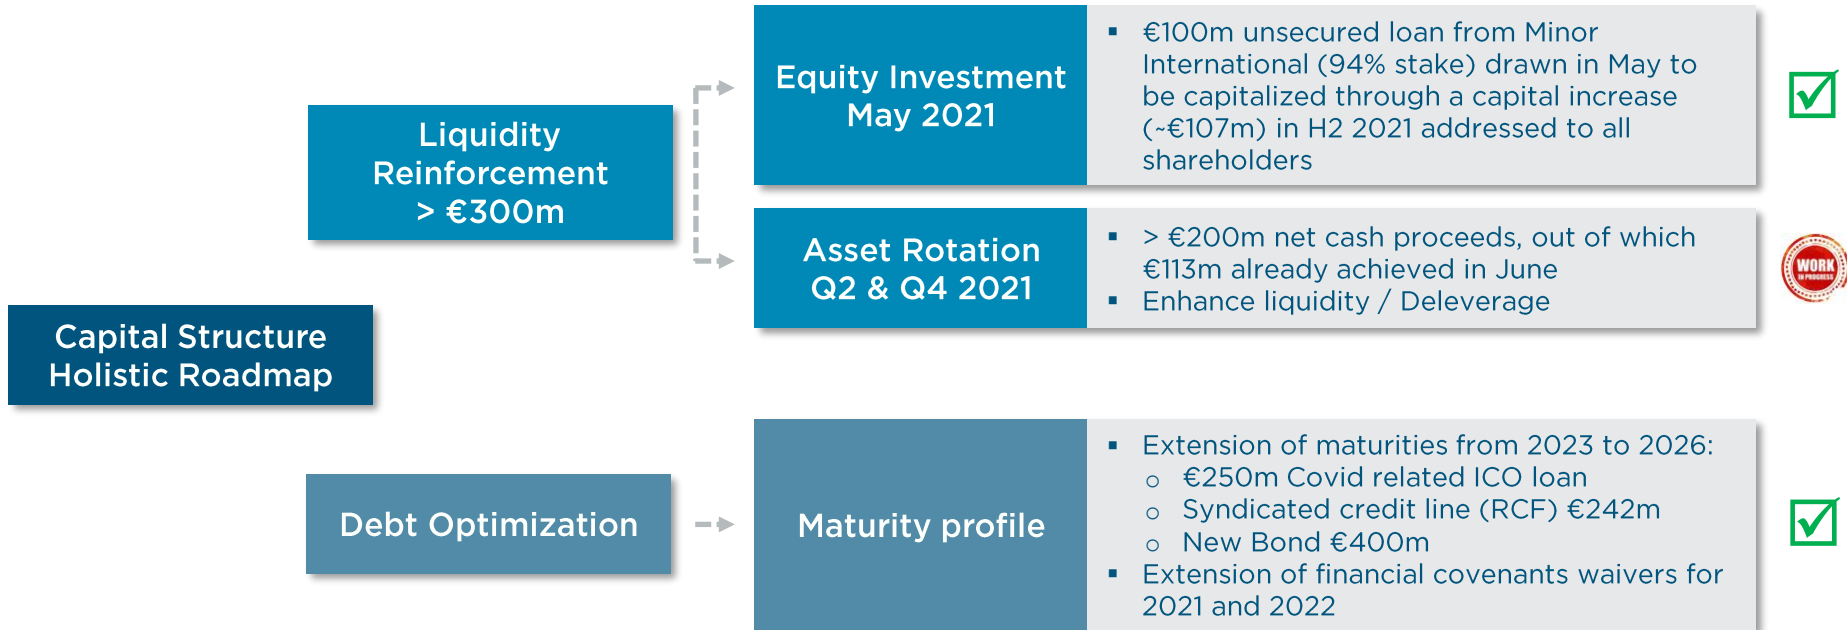 Capital Structure
Holistic Roadmap
Liquidity
Reinforcement
> €300m
Equity Investment
May 2021
▪ €100m unsecured loan from Minor
International (94% stake) drawn in May to
be capitalized through a capital increase
(~€107m) in H2 2021 addressed to all
shareholders
Asset Rotation
Q2 & Q4 2021
▪ > €200m net cash proceeds, out of which
€113m already achieved in June
▪ Enhance liquidity / Deleverage
WORK
IN PROGRESS
Debt Optimization
Maturity profile
▪ Extension of maturities from 2023 to 2026:
o €250m Covid related ICO loan
o Syndicated credit line (RCF) €242m
o New Bond €400m
▪ Extension of financial covenants waivers for
2021 and 2022